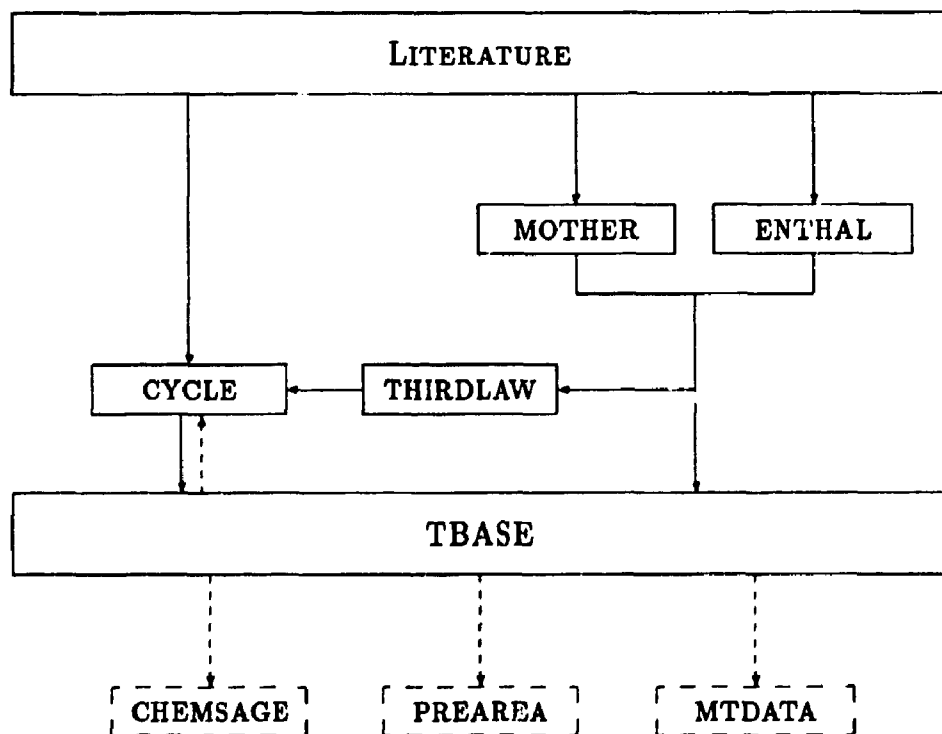 LITERATURE
MOTHER ENTHAL
CYCLE THIRDLAW
TBASE
CHEMSAGE PREAREA MTDATA